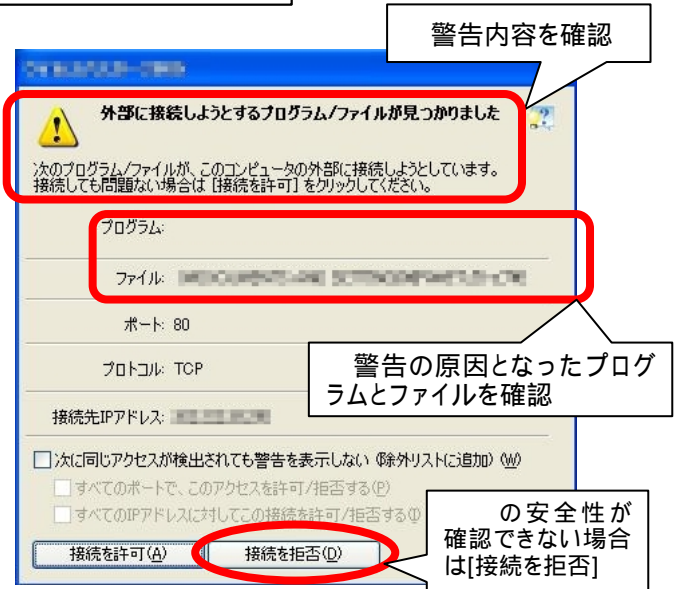 警告内容を確認
外部に接続しようとするプログラム/ファイルが見つかりました
次のプログラム/ファイルが、このコンピュータの外部に接続しようとしています。
接続しても問題ない場合は [接続を許可] をクリックしてください。
プログラム:
ファイル:
ポート: 80
プロトコル: TCP
警告の原因となったプログ
ラムとファイルを確認
接続先IPアドレス:
次に同じアクセスが検出されても警告を表示しない (除外リストに追加) (W)
すべてのポートで、このアクセスを許可/拒否する(P)
すべてのIPアドレスに対してこの接続を許可/拒否する(I)
の安全性が
確認できない場合
は[接続を拒否]
接続を許可(A)
接続を拒否(D)